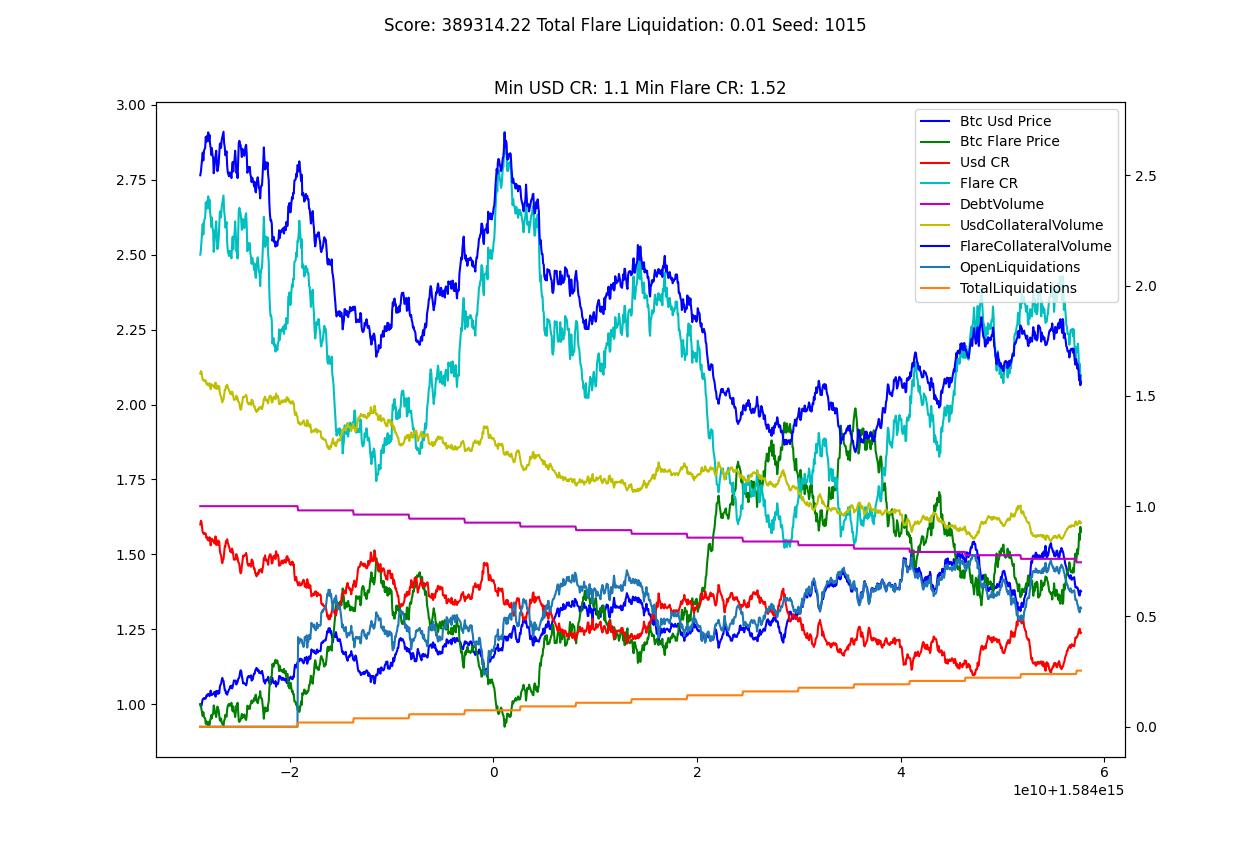 Score: 389314.22 Total Flare Liquidation: 0.01 Seed: 1015
Min USD CR: 1.1 Min Flare CR: 1.52
3.00
2.75
2.50
2.25
2.00
1.75
1.50
1.25
1.00
Btc Usd Price
Btc Flare Price
Usd CR
Flare CR
DebtVolume
UsdCollateralVolume
FlareCollateralVolume
OpenLiquidations
TotalLiquidations
2.5
2.0
1.5
1.0
0.5
0.0
−2 0 2 4 6
1e10+1.584e15